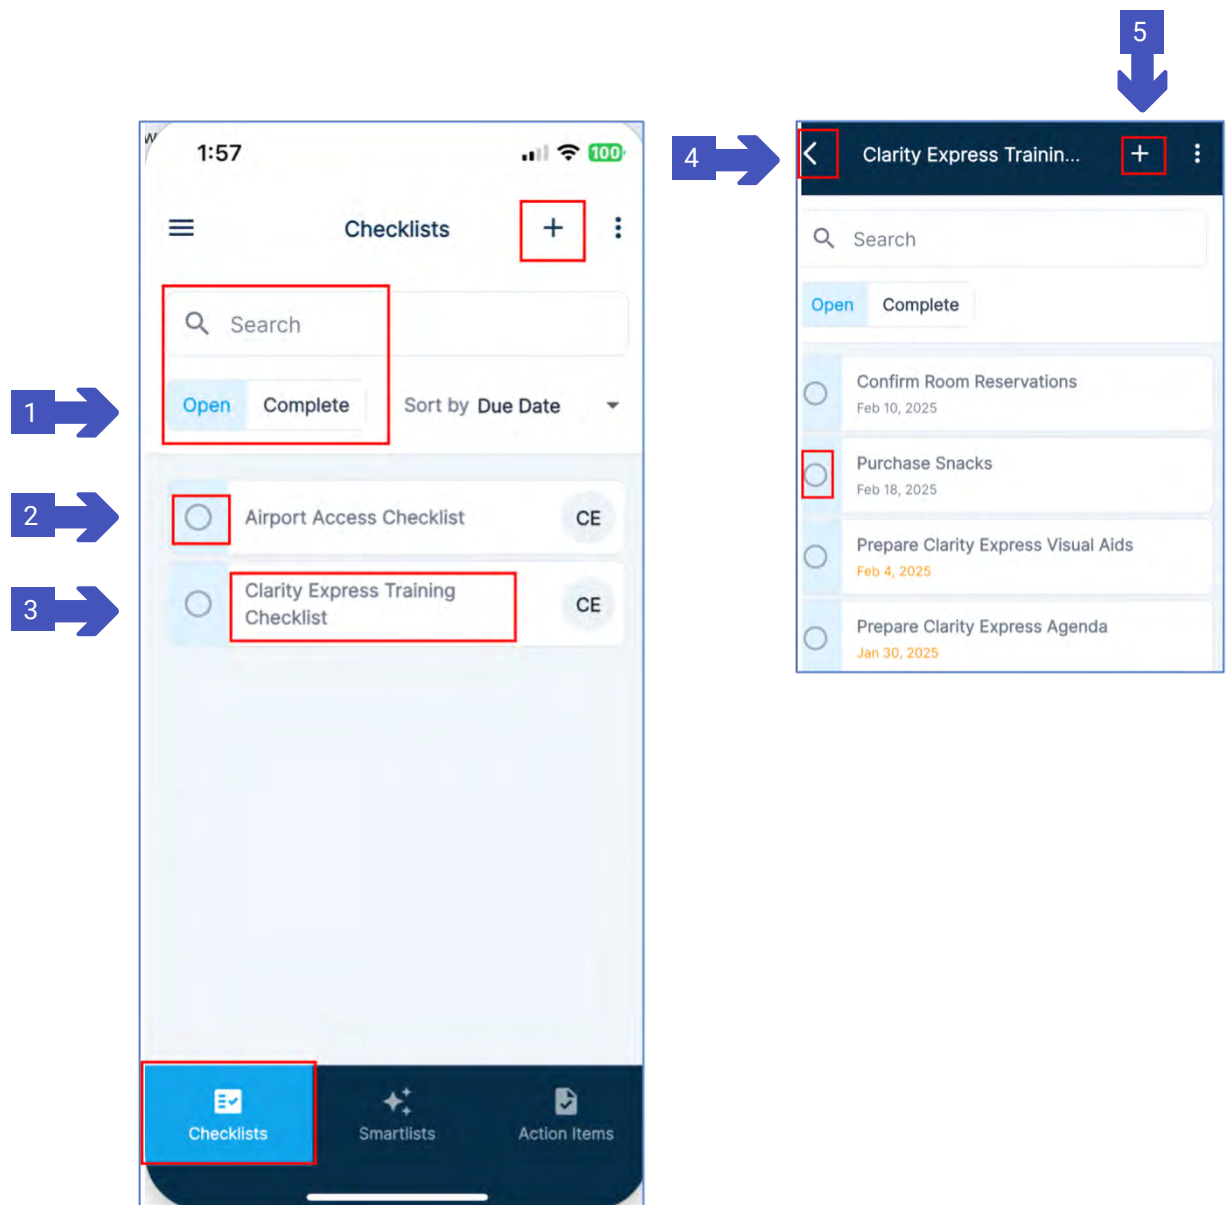 5
W
1:57
100
4
Clarity Express Trainin...
Checklists
Search
Search
Open Complete
1
Open Complete Sort by Due Date
Confirm Room Reservations
Feb 10, 2025
Purchase Snacks
Feb 18, 2025
2
Airport Access Checklist CE
Prepare Clarity Express Visual Aids
Feb 4, 2025
3
Clarity Express Training
Checklist
CE
Prepare Clarity Express Agenda
Jan 30, 2025
Checklists Smartlists Action Items